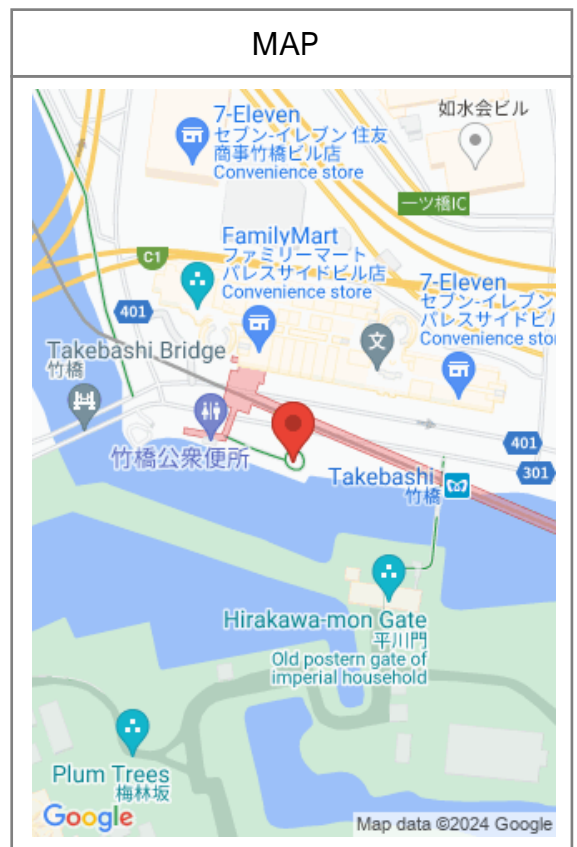 MAP
7-Eleven
セブン-イレブン 住友
商事竹橋ビル店
Convenience store
如水会ビル
一ツ橋IC
FamilyMart
ファミリーマート
パレスサイドビル店
Convenience store
C1
7-Eleven
セブン-イレブン
パレスサイドビル
Convenience stor
401
Takebashi Bridge
竹橋
文
竹橋公衆便所
401
301
Takebashi
竹橋
Hirakawa-mon Gate
平川門
Old postern gate of
imperial household
Plum Trees
梅林坂
Google
Map data ©2024 Google